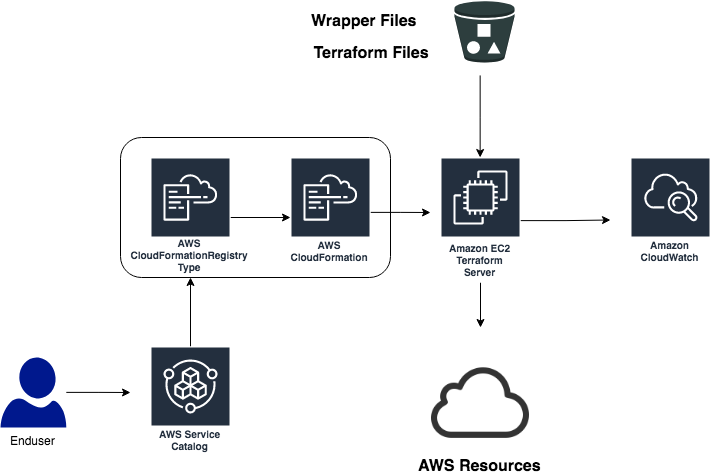 Wrapper Files
Terraform Files
AWS
CloudFormationRegistry
Type
AWS
CloudFormation
Amazon EC2
Terraform
Server
Amazon
CloudWatch
Enduser
AWS Service
Catalog
AWS Resources